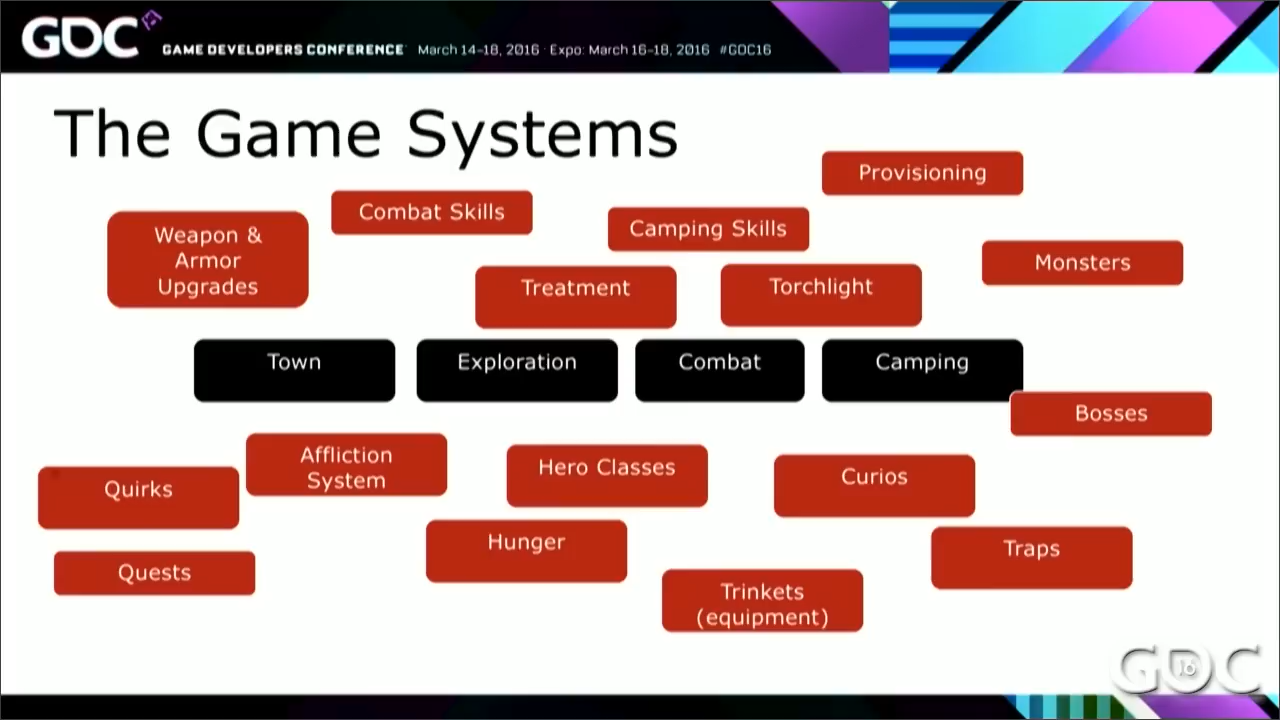 GDC
GAME DEVELOPERS CONFERENCE March 14-18, 2016 · Expo: March 16-18, 2016 #GDC16
The Game Systems
Provisioning
Combat Skills
Camping Skills
Weapon &
Armor
Upgrades
Monsters
Treatment
Torchlight
Town
Exploration
Combat
Camping
Bosses
Affliction
System
Hero Classes
Curios
Quirks
Hunger
Traps
Quests
Trinkets
(equipment)
GDC
16